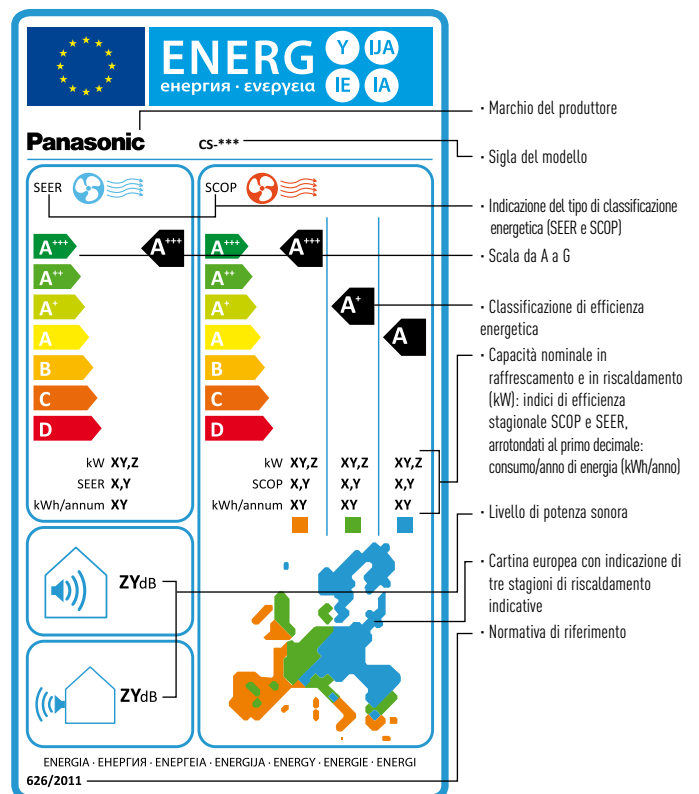 ENERG
енергия · ενεργεια
Y
IJA
IE
IA
Panasonic
CS-***
SEER
A+++
A++
A+
A
B
C
D
A+++
kW XY,Z
SEER X,Y
kWh/annum XY
SCOP
A+++
A++
A+
A
B
C
D
A+++
A+
A
kW XY,Z XY,Z XY,Z
SCOP X,Y X,Y X,Y
kWh/annum XY XY XY
ZYdB
ZYdB
ENERGIA · ЕНЕРГИЯ · ΕΝΕΡΓΕΙΑ · ENERGIJA · ENERGY · ENERGIE · ENERGI
626/2011
· Marchio del produttore
· Sigla del modello
· Indicazione del tipo di classificazione
energetica (SEER e SCOP)
· Scala da A a G
· Classificazione di efficienza
energetica
· Capacità nominale in
raffrescamento e in riscaldamento
(kW): indici di efficienza
stagionale SCOP e SEER,
arrotondati al primo decimale:
consumo/anno di energia (kWh/anno)
· Livello di potenza sonora
· Cartina europea con indicazione di
tre stagioni di riscaldamento
indicative
· Normativa di riferimento